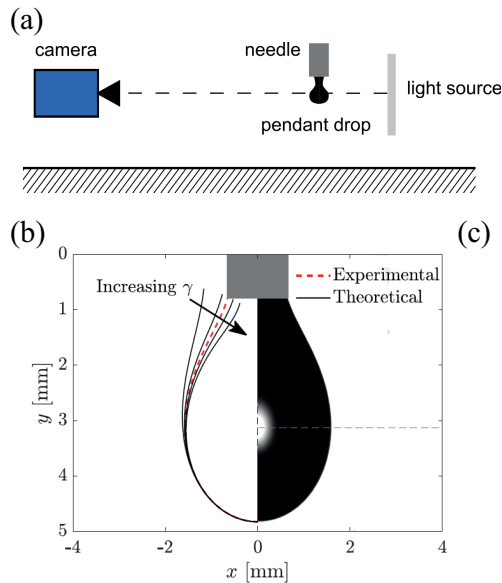 (a)
camera
needle
light source
pendant drop
(b)
(c)
Increasing γ
Experimental
Theoretical
0
1
2
3
4
5
y [mm]
-4
-2
0
2
4
x [mm]